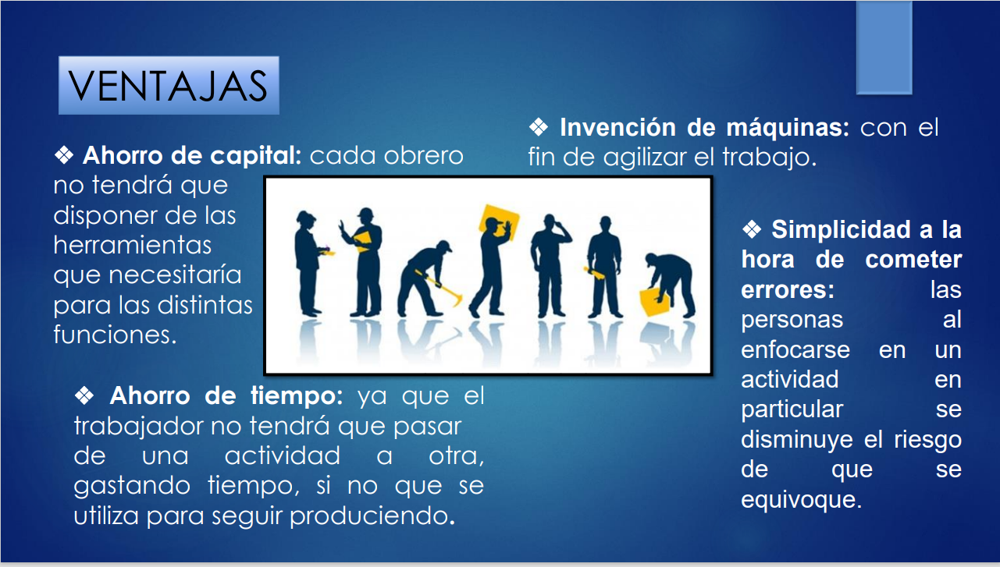 VENTAJAS
❖ Ahorro de capital: cada obrero
no tendrá que
disponer de las
herramientas
que necesitaría
para las distintas
funciones.
❖ Ahorro de tiempo: ya que el
trabajador no tendrá que pasar
de una actividad a otra,
gastando tiempo, si no que se
utiliza para seguir produciendo.
❖ Invención de máquinas: con el
fin de agilizar el trabajo.
❖ Simplicidad a la
hora de cometer
errores: las
personas al
enfocarse en un
actividad en
particular se
disminuye el riesgo
de que se
equivoque.